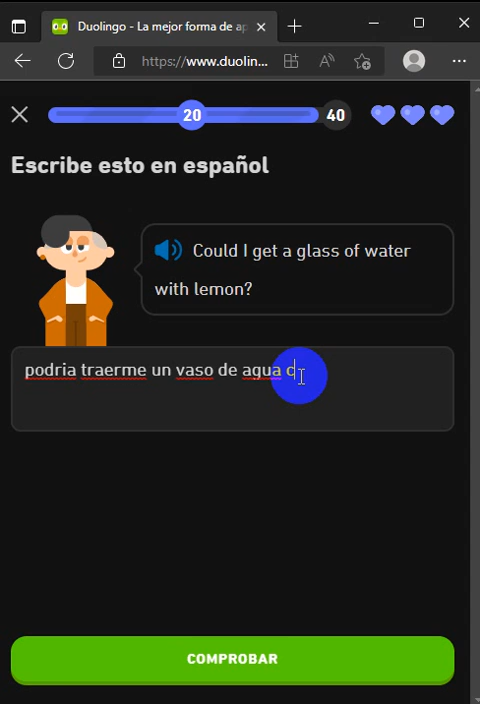 Duolingo - La mejor forma de ap
https://www.duolin...
20
40
Escribe esto en español
Could I get a glass of water
with lemon?
podria traerme un vaso de agua c
COMPROBAR